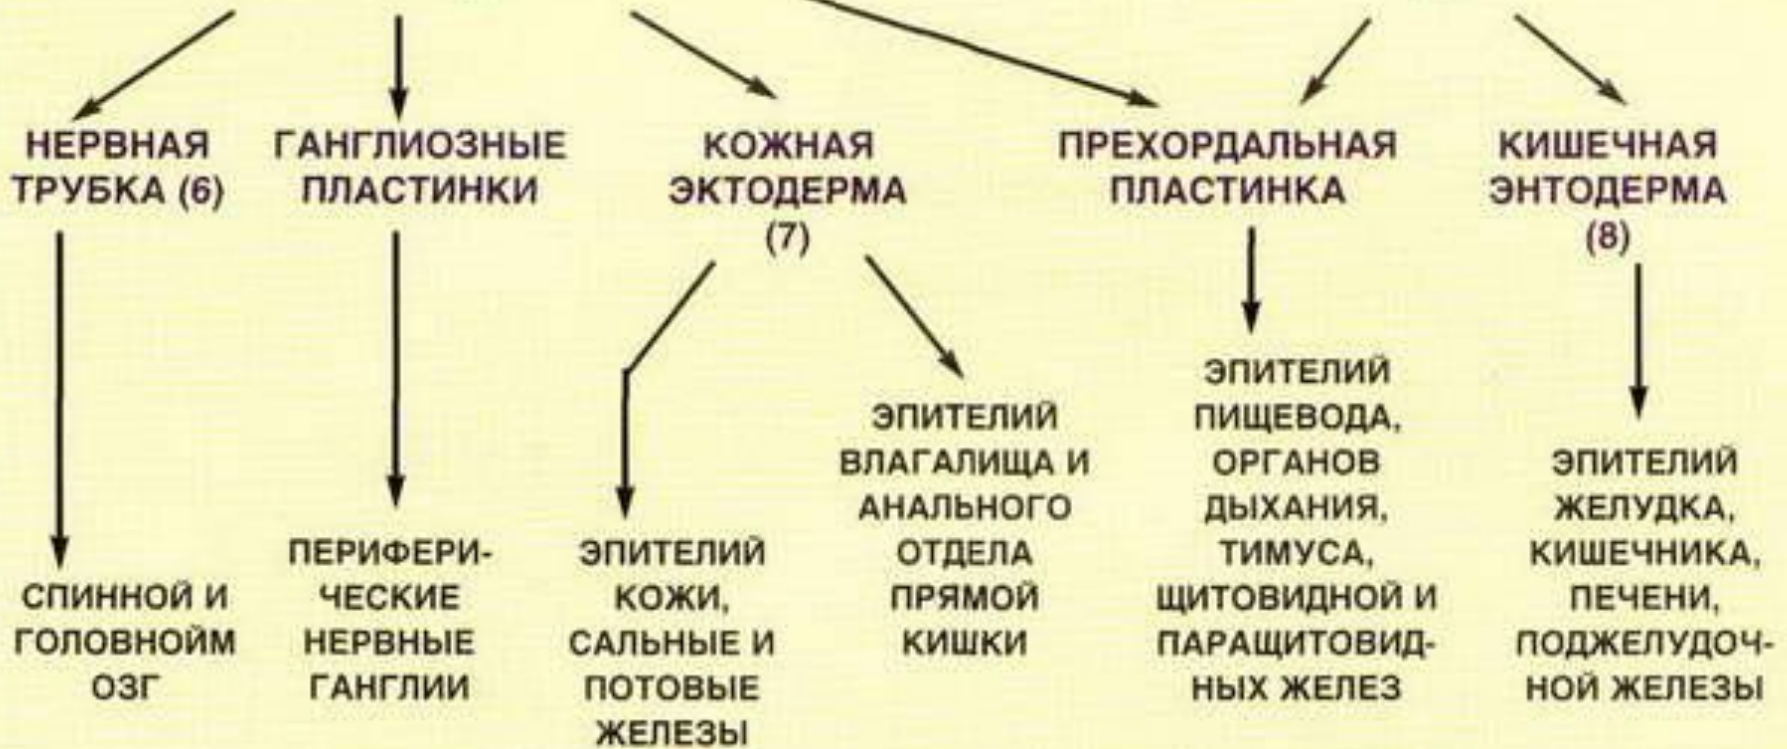 НЕРВНАЯ
ТРУБКА (6)
ГАНГЛИОЗНЫЕ
ПЛАСТИНКИ
КОЖНАЯ
ЭКТОДЕРМА
(7)
ПРЕХОРДАЛЬНАЯ
ПЛАСТИНКА
КИШЕЧНАЯ
ЭНТОДЕРМА
(8)
СПИННОЙ И
ГОЛОВНОЙМ
ОЗГ
ПЕРИФЕРИ-
ЧЕСКИЕ
НЕРВНЫЕ
ГАНГЛИИ
ЭПИТЕЛИЙ
КОЖИ,
САЛЬНЫЕ И
ПОТОВЫЕ
ЖЕЛЕЗЫ
ЭПИТЕЛИЙ
ВЛАГАЛИЩА И
АНАЛЬНОГО
ОТДЕЛА
ПРЯМОЙ
КИШКИ
ЭПИТЕЛИЙ
ПИЩЕВОДА,
ОРГАНОВ
ДЫХАНИЯ,
ТИМУСА,
ЩИТОВИДНОЙ И
ПАРАЩИТОВИД-
НЫХ ЖЕЛЕЗ
ЭПИТЕЛИЙ
ЖЕЛУДКА,
КИШЕЧНИКА,
ПЕЧЕНИ,
ПОДЖЕЛУДОЧ-
НОЙ ЖЕЛЕЗЫ